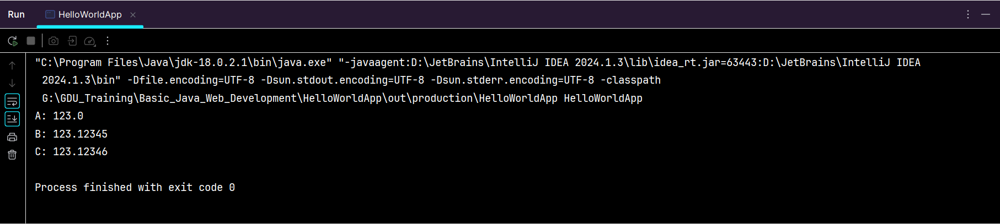 Run HelloWorldApp
"C:\Program Files\Java\jdk-18.0.2.1\bin\java.exe" "-javaagent:D:\JetBrains\IntelliJ IDEA 2024.1.3\lib\idea_rt.jar=63443:D:\JetBrains\IntelliJ IDEA
2024.1.3\bin" -Dfile.encoding=UTF-8 -Dsun.stdout.encoding=UTF-8 -Dsun.stderr.encoding=UTF-8 -classpath
G:\GDU_Training\Basic_Java_Web_Development\HelloWorldApp\out\production\HelloWorldApp HelloWorldApp
A: 123.0
B: 123.12345
C: 123.12346
Process finished with exit code 0